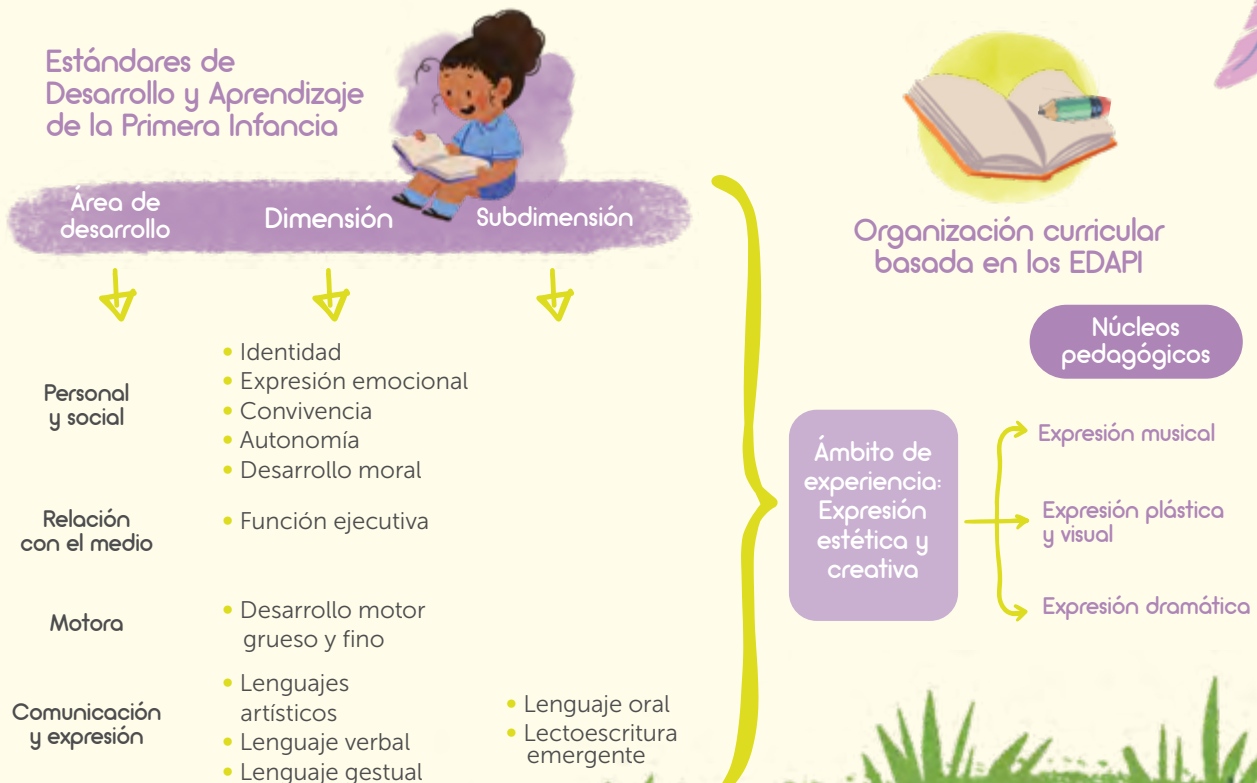 Estándares de
Desarrollo y Aprendizaje
de la Primera Infancia
Área de
desarrollo
Dimensión
Subdimensión
Personal
y social
• Identidad
• Expresión emocional
• Convivencia
• Autonomía
• Desarrollo moral
Relación
con el medio
• Función ejecutiva
Motora
• Desarrollo motor
grueso y fino
Comunicación
y expresión
• Lenguajes
artísticos
• Lenguaje verbal
• Lenguaje gestual
• Lenguaje oral
• Lectoescritura
emergente
Organización curricular
basada en los EDAPI
Núcleos
pedagógicos
Ámbito de
experiencia:
Expresión
estética y
creativa
Expresión musical
Expresión plástica
y visual
Expresión dramática